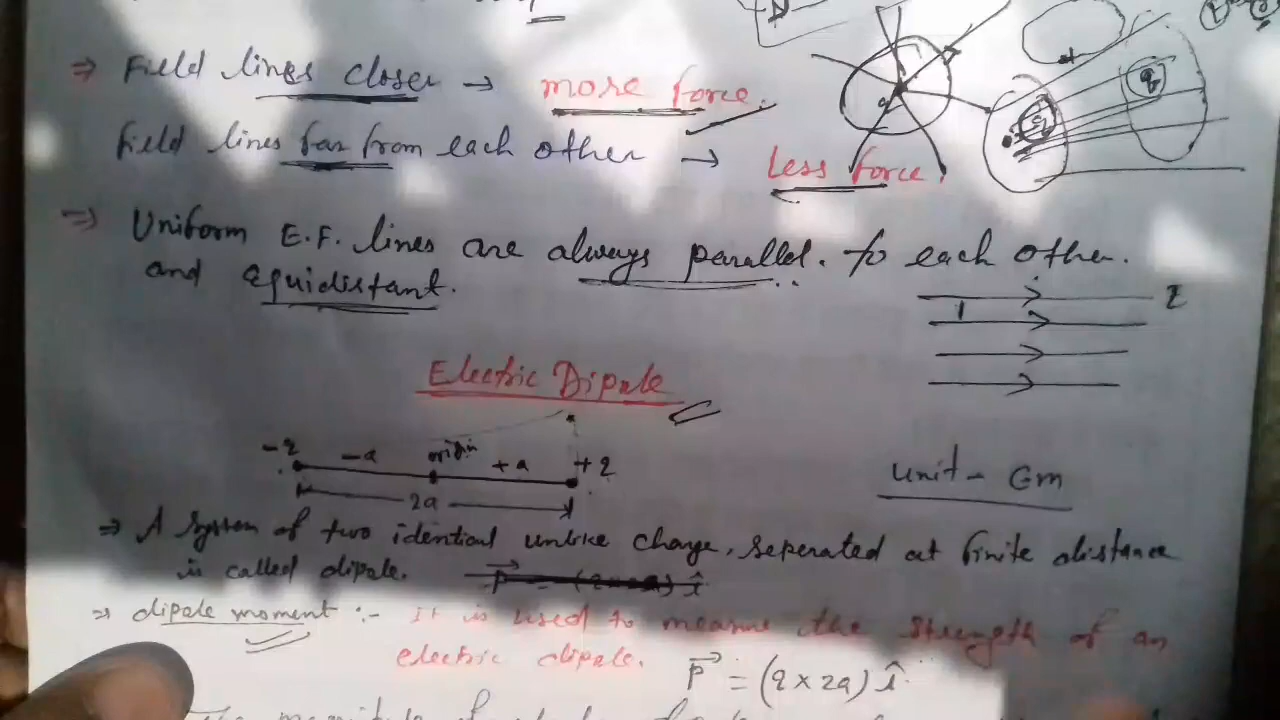 ⇒ Field lines closer → more force.
Field lines far from each other → Less force.
⇒ Uniform E.F. lines are always parallel. to each other.
and equidistant.
Electric Dipole
-q -a origin +a +q
2a
Unit - Cm
⇒ A system of two identical unlike charge, seperated at finite distance
is called dipole.
⇒ dipole moment :- It is used to measure the strength of an
electric dipole. p⃗ = (q × 2a) î